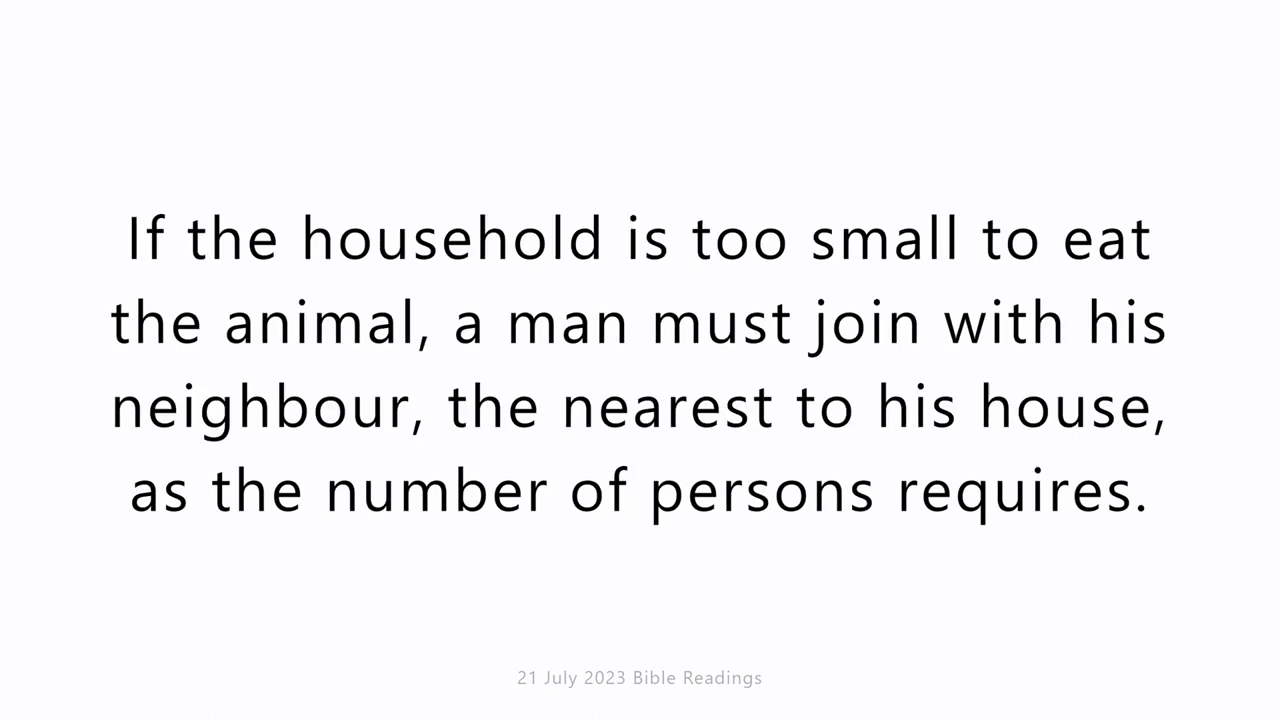 If the household is too small to eat
the animal, a man must join with his
neighbour, the nearest to his house,
as the number of persons requires.
21 July 2023 Bible Readings